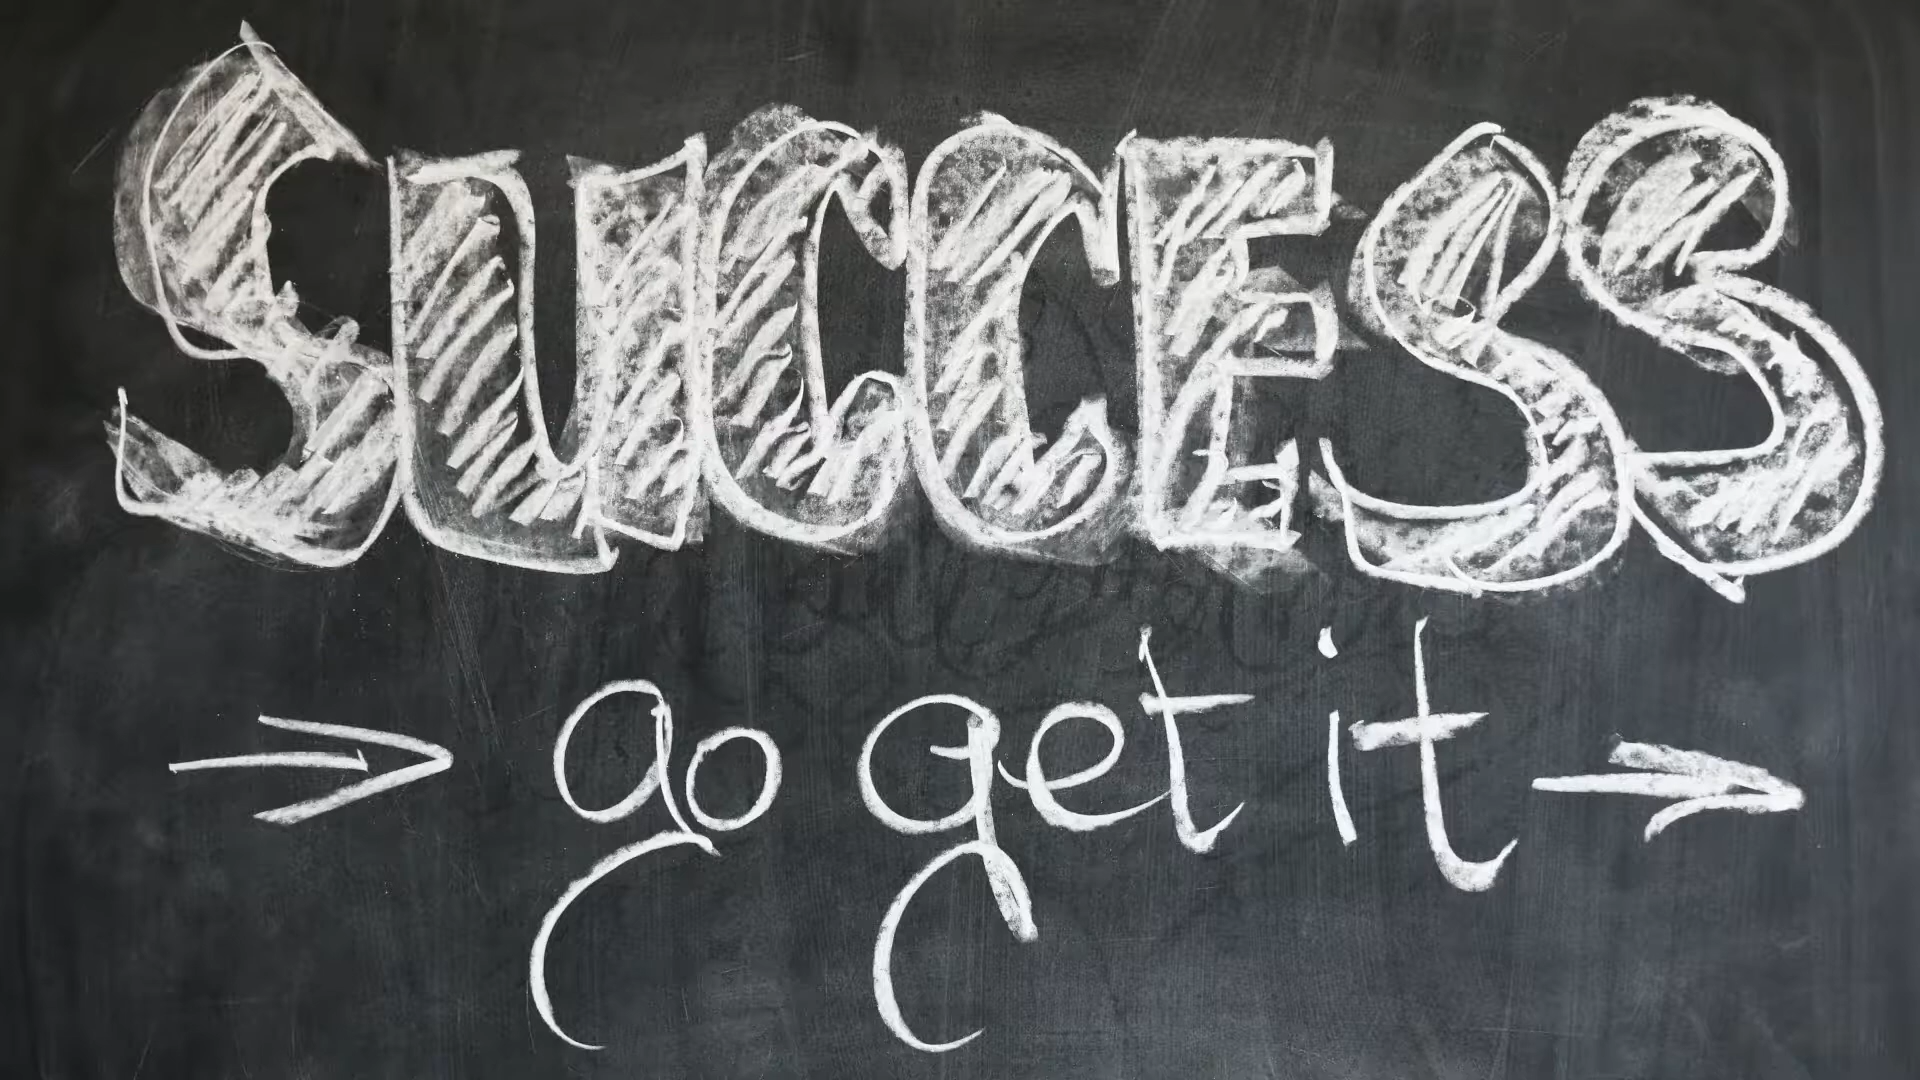 SUCCESS
→ go get it →